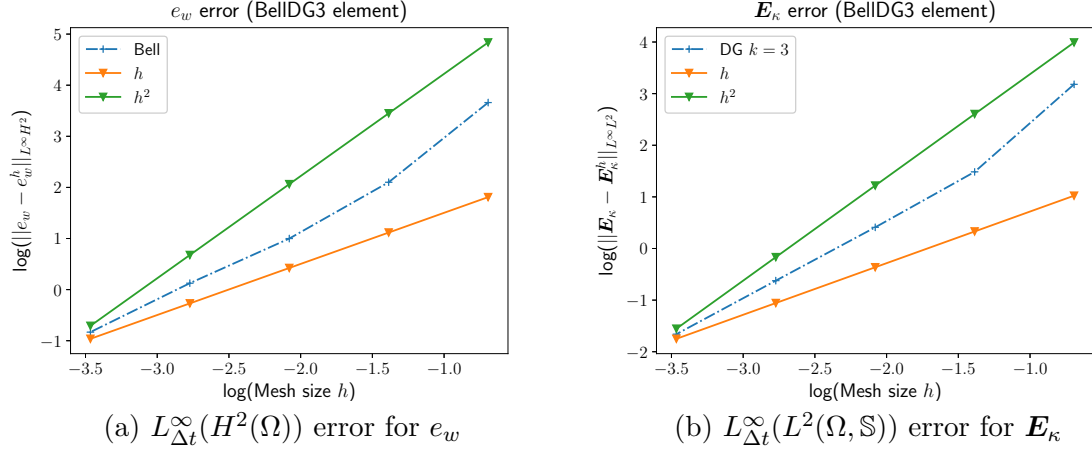 e_w error (BellDG3 element)
5
4
3
2
1
0
−1
log(||e_w − e_w^h||_{L^∞H^2})
Bell
h
h^2
−3.5 −3.0 −2.5 −2.0 −1.5 −1.0
log(Mesh size h)
(a) L^∞_{Δt}(H^2(Ω)) error for e_w
E_κ error (BellDG3 element)
4
3
2
1
0
−1
−2
log(||E_κ − E_κ^h||_{L^∞L^2})
DG k = 3
h
h^2
−3.5 −3.0 −2.5 −2.0 −1.5 −1.0
log(Mesh size h)
(b) L^∞_{Δt}(L^2(Ω, 𝕊)) error for E_κ